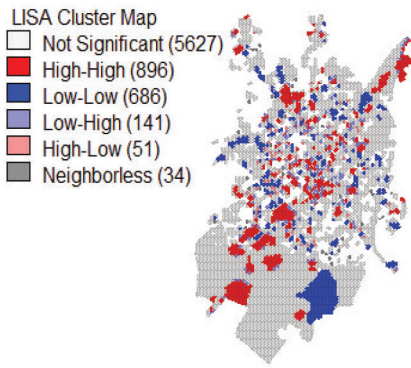 LISA Cluster Map
Not Significant (5627)
High-High (896)
Low-Low (686)
Low-High (141)
High-Low (51)
Neighborless (34)